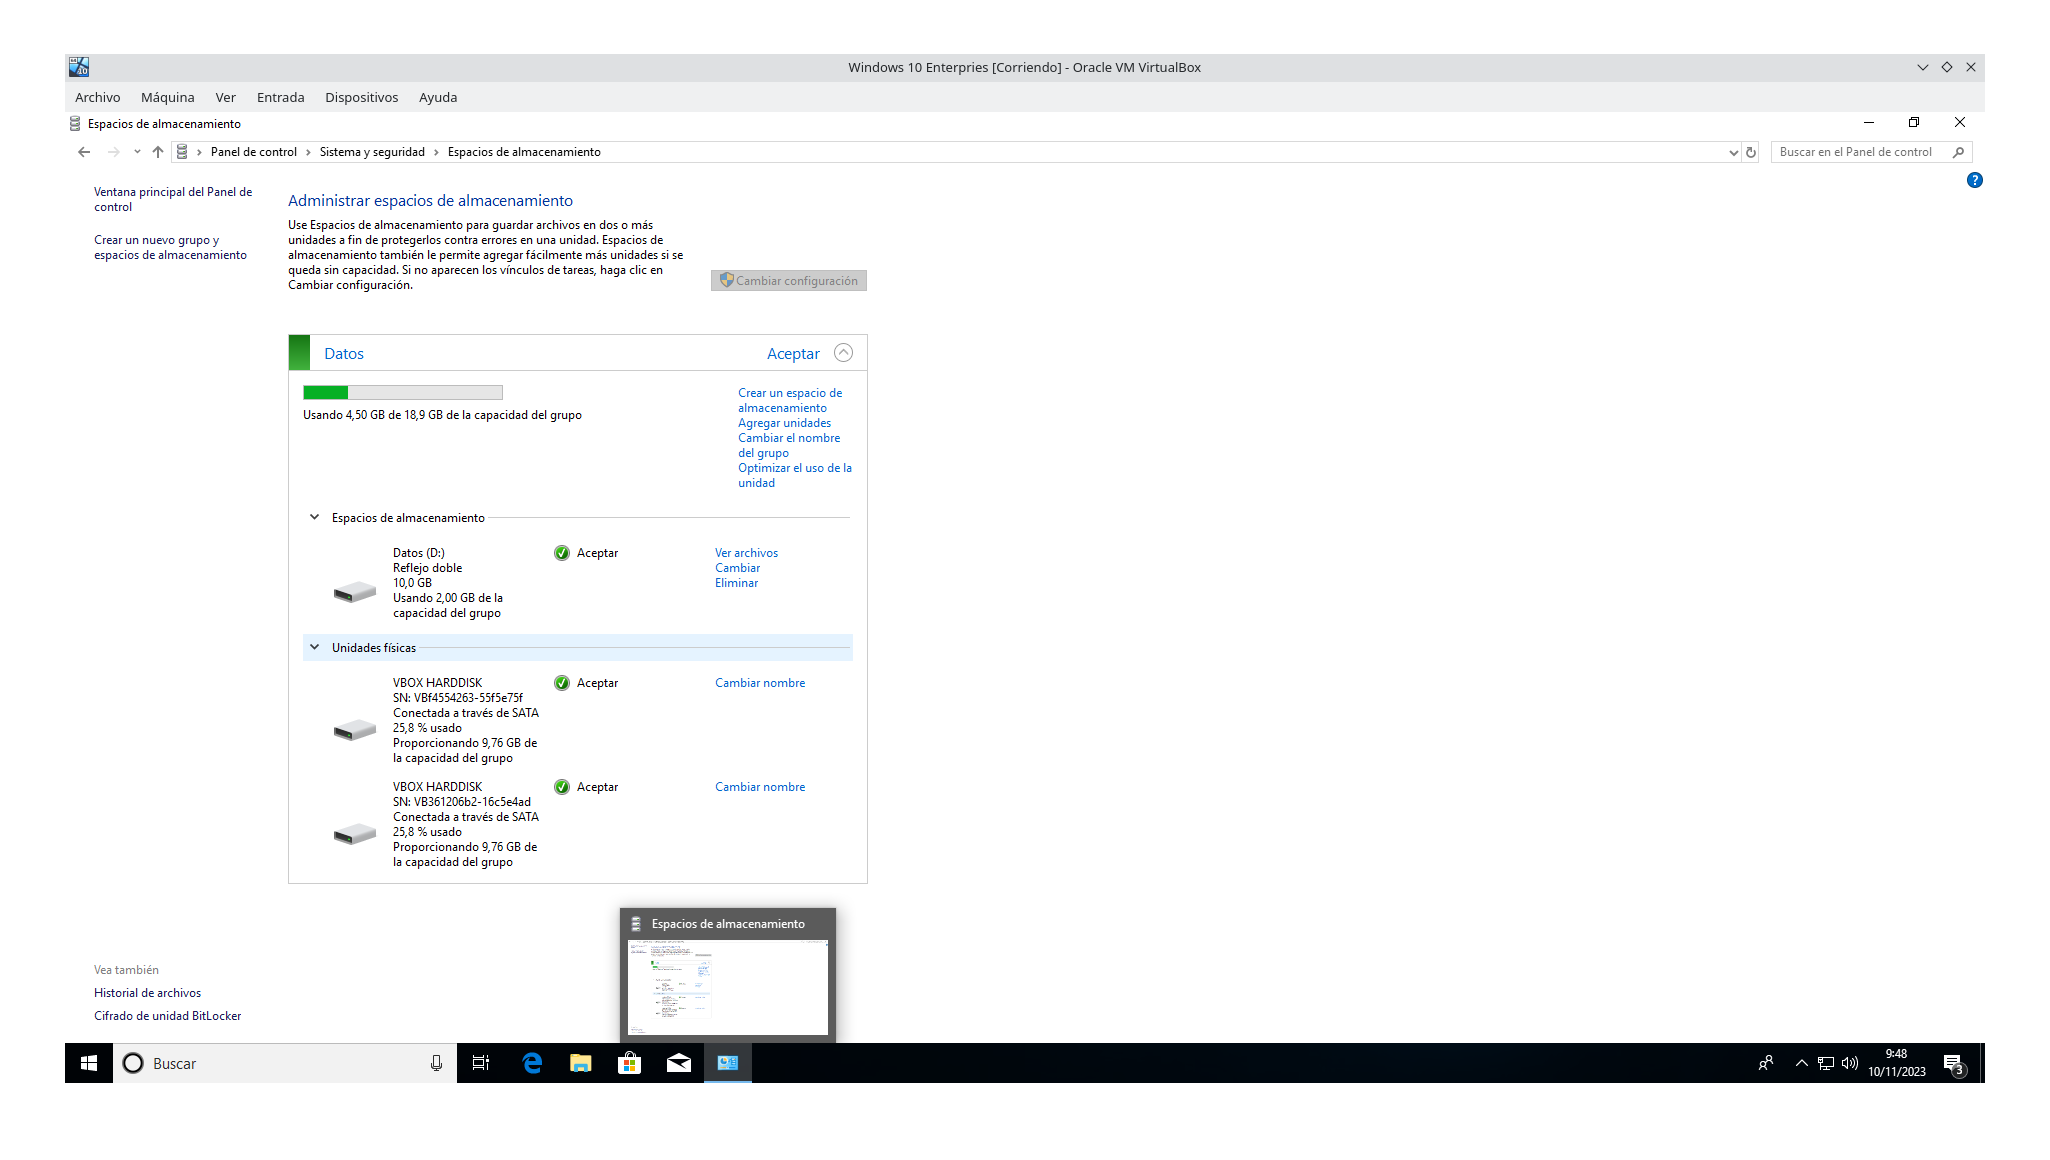 Windows 10 Enterpries [Corriendo] - Oracle VM VirtualBox
Archivo Máquina Ver Entrada Dispositivos Ayuda
Espacios de almacenamiento
Panel de control › Sistema y seguridad › Espacios de almacenamiento
Buscar en el Panel de control
Ventana principal del Panel de
control
Crear un nuevo grupo y
espacios de almacenamiento
Administrar espacios de almacenamiento
Use Espacios de almacenamiento para guardar archivos en dos o más
unidades a fin de protegerlos contra errores en una unidad. Espacios de
almacenamiento también le permite agregar fácilmente más unidades si se
queda sin capacidad. Si no aparecen los vínculos de tareas, haga clic en
Cambiar configuración.
Cambiar configuración
Datos
Aceptar
Usando 4,50 GB de 18,9 GB de la capacidad del grupo
Crear un espacio de
almacenamiento
Agregar unidades
Cambiar el nombre
del grupo
Optimizar el uso de la
unidad
Espacios de almacenamiento
Datos (D:)
Reflejo doble
10,0 GB
Usando 2,00 GB de la
capacidad del grupo
Aceptar
Ver archivos
Cambiar
Eliminar
Unidades físicas
VBOX HARDDISK
SN: VBf4554263-55f5e75f
Conectada a través de SATA
25,8 % usado
Proporcionando 9,76 GB de
la capacidad del grupo
Aceptar
Cambiar nombre
VBOX HARDDISK
SN: VB361206b2-16c5e4ad
Conectada a través de SATA
25,8 % usado
Proporcionando 9,76 GB de
la capacidad del grupo
Aceptar
Cambiar nombre
Espacios de almacenamiento
Vea también
Historial de archivos
Cifrado de unidad BitLocker
Buscar
9:48
10/11/2023
3